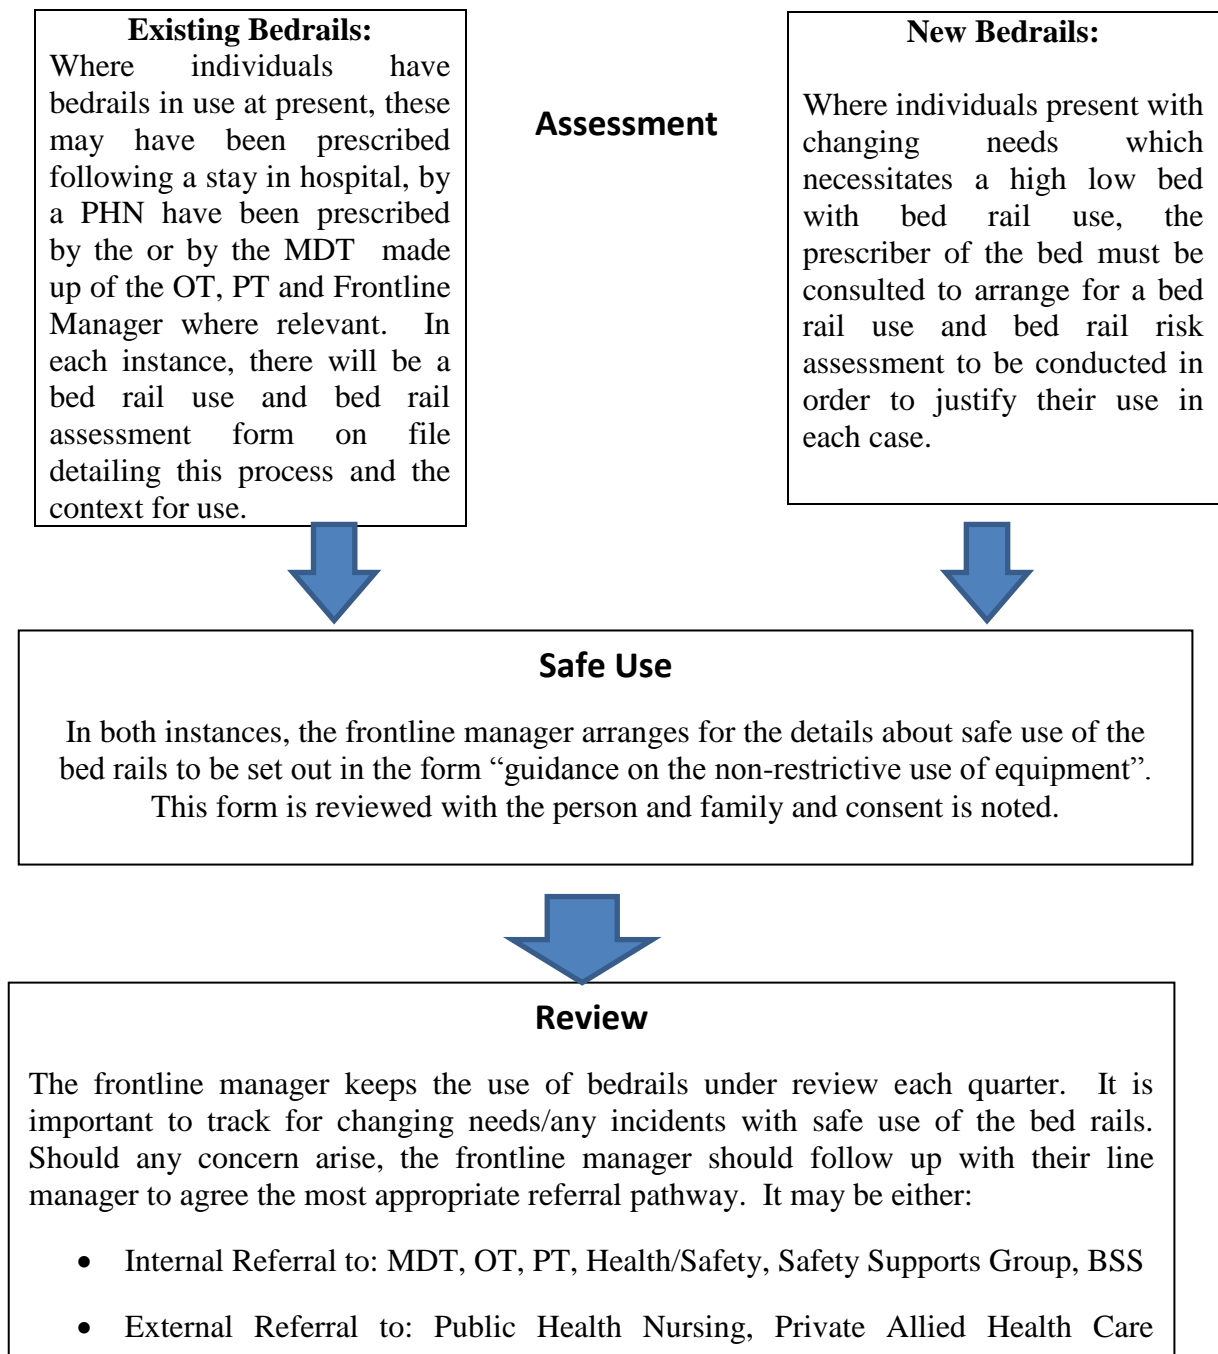 Existing Bedrails:
Where individuals have
bedrails in use at present, these
may have been prescribed
following a stay in hospital, by
a PHN have been prescribed
by the or by the MDT made
up of the OT, PT and Frontline
Manager where relevant. In
each instance, there will be a
bed rail use and bed rail
assessment form on file
detailing this process and the
context for use.
Assessment
New Bedrails:
Where individuals present with
changing needs which
necessitates a high low bed
with bed rail use, the
prescriber of the bed must be
consulted to arrange for a bed
rail use and bed rail risk
assessment to be conducted in
order to justify their use in
each case.
Safe Use
In both instances, the frontline manager arranges for the details about safe use of the
bed rails to be set out in the form “guidance on the non-restrictive use of equipment”.
This form is reviewed with the person and family and consent is noted.
Review
The frontline manager keeps the use of bedrails under review each quarter. It is
important to track for changing needs/any incidents with safe use of the bed rails.
Should any concern arise, the frontline manager should follow up with their line
manager to agree the most appropriate referral pathway. It may be either:
• Internal Referral to: MDT, OT, PT, Health/Safety, Safety Supports Group, BSS
• External Referral to: Public Health Nursing, Private Allied Health Care